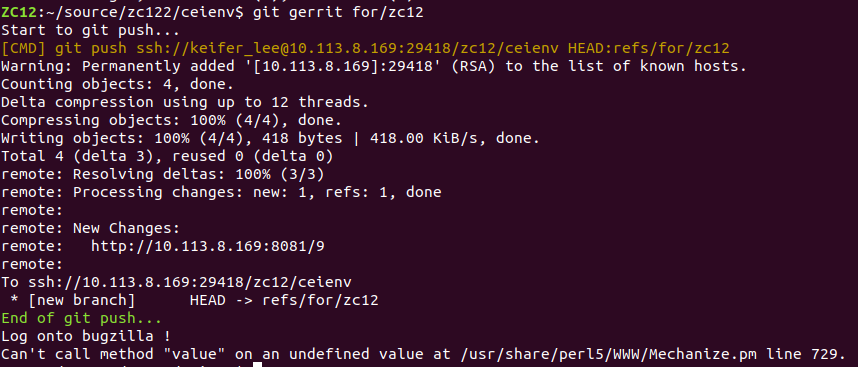 ZC12:~/source/zc122/ceienv$ git gerrit for/zc12
Start to git push...
[CMD] git push ssh://keifer_lee@10.113.8.169:29418/zc12/ceienv HEAD:refs/for/zc12
Warning: Permanently added '[10.113.8.169]:29418' (RSA) to the list of known hosts.
Counting objects: 4, done.
Delta compression using up to 12 threads.
Compressing objects: 100% (4/4), done.
Writing objects: 100% (4/4), 418 bytes | 418.00 KiB/s, done.
Total 4 (delta 3), reused 0 (delta 0)
remote: Resolving deltas: 100% (3/3)
remote: Processing changes: new: 1, refs: 1, done
remote:
remote: New Changes:
remote:   http://10.113.8.169:8081/9
remote:
To ssh://10.113.8.169:29418/zc12/ceienv
 * [new branch]      HEAD -> refs/for/zc12
End of git push...
Log onto bugzilla !
Can't call method "value" on an undefined value at /usr/share/perl5/WWW/Mechanize.pm line 729.